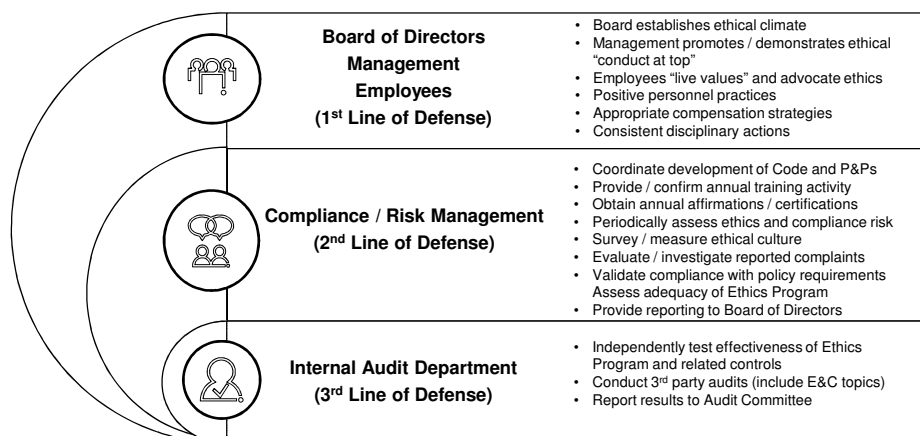 Board of Directors
Management
Employees
(1st Line of Defense)
• Board establishes ethical climate
• Management promotes / demonstrates ethical
“conduct at top”
• Employees “live values” and advocate ethics
• Positive personnel practices
• Appropriate compensation strategies
• Consistent disciplinary actions
Compliance / Risk Management
(2nd Line of Defense)
• Coordinate development of Code and P&Ps
• Provide / confirm annual training activity
• Obtain annual affirmations / certifications
• Periodically assess ethics and compliance risk
• Survey / measure ethical culture
• Evaluate / investigate reported complaints
• Validate compliance with policy requirements
Assess adequacy of Ethics Program
• Provide reporting to Board of Directors
Internal Audit Department
(3rd Line of Defense)
• Independently test effectiveness of Ethics
Program and related controls
• Conduct 3rd party audits (include E&C topics)
• Report results to Audit Committee